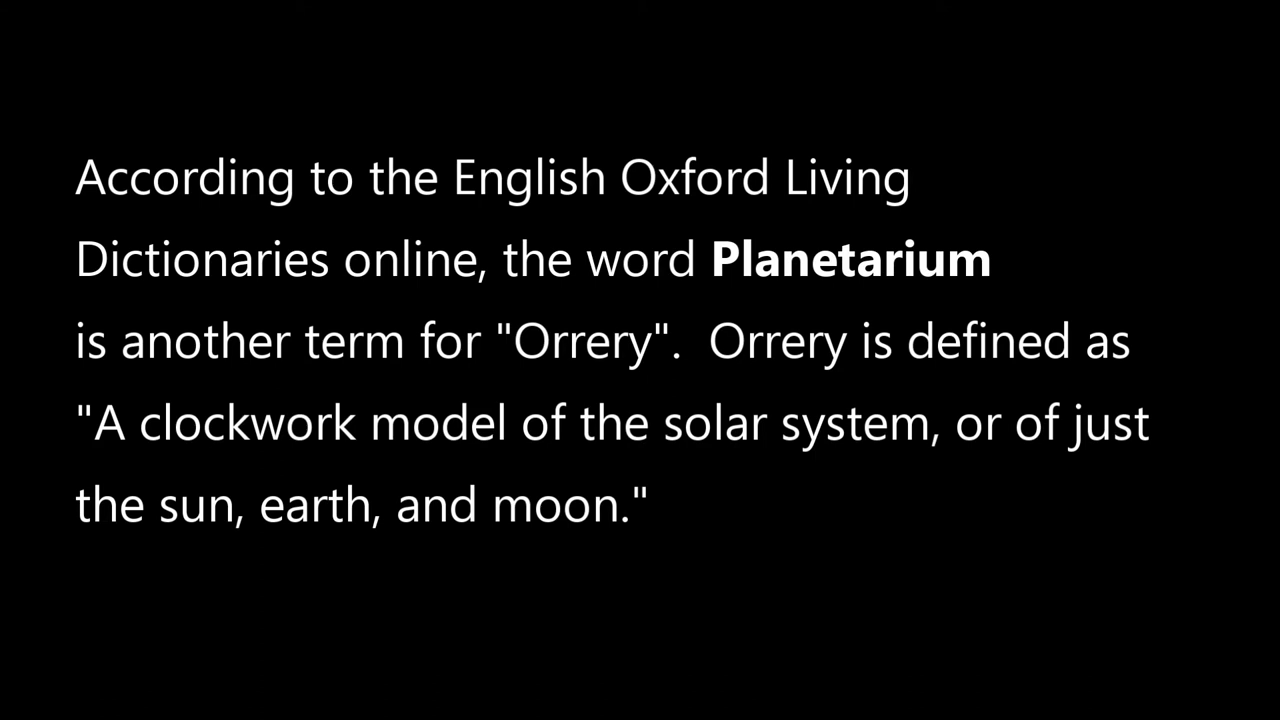 According to the English Oxford Living
Dictionaries online, the word Planetarium
is another term for "Orrery".  Orrery is defined as
"A clockwork model of the solar system, or of just
the sun, earth, and moon."